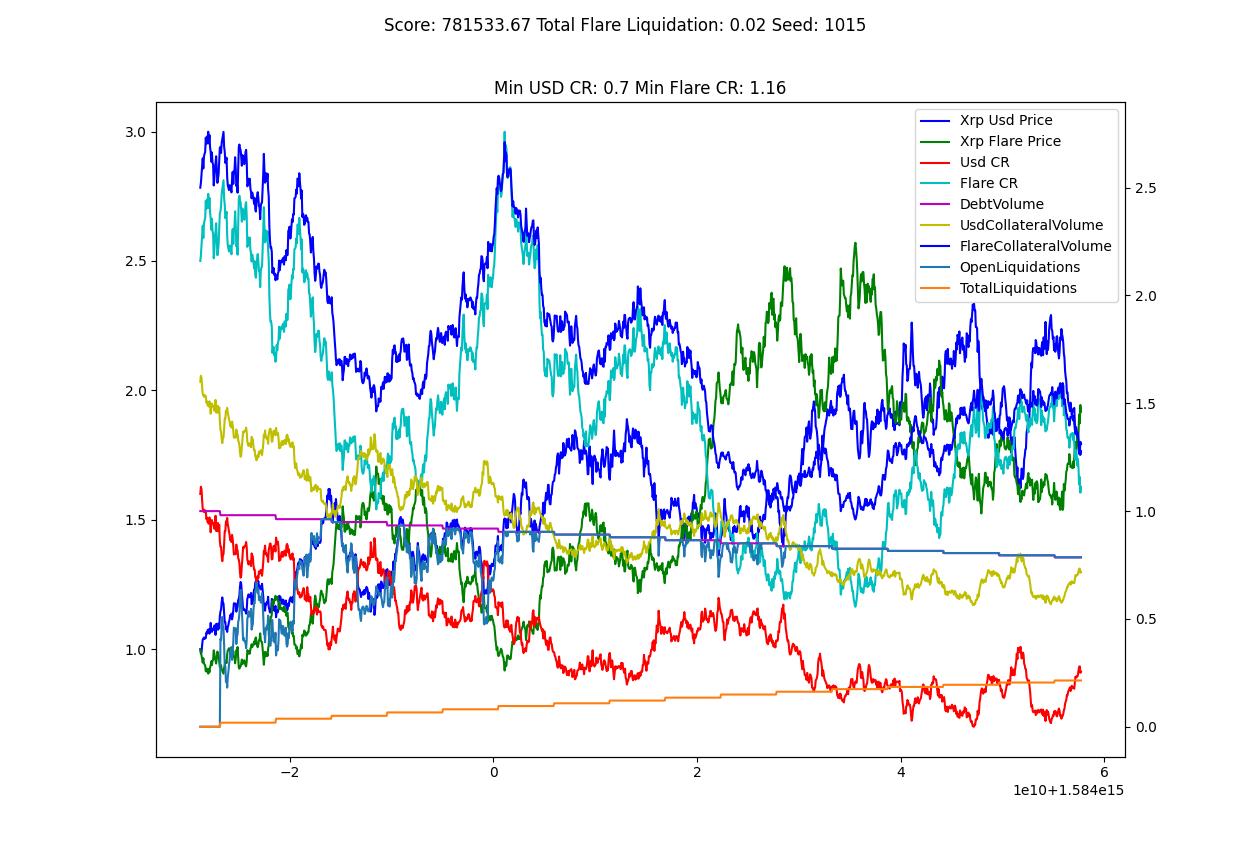 Score: 781533.67 Total Flare Liquidation: 0.02 Seed: 1015
Min USD CR: 0.7 Min Flare CR: 1.16
Xrp Usd Price
Xrp Flare Price
Usd CR
Flare CR
DebtVolume
UsdCollateralVolume
FlareCollateralVolume
OpenLiquidations
TotalLiquidations
3.0
2.5
2.0
1.5
1.0
2.5
2.0
1.5
1.0
0.5
0.0
−2 0 2 4 6
1e10+1.584e15